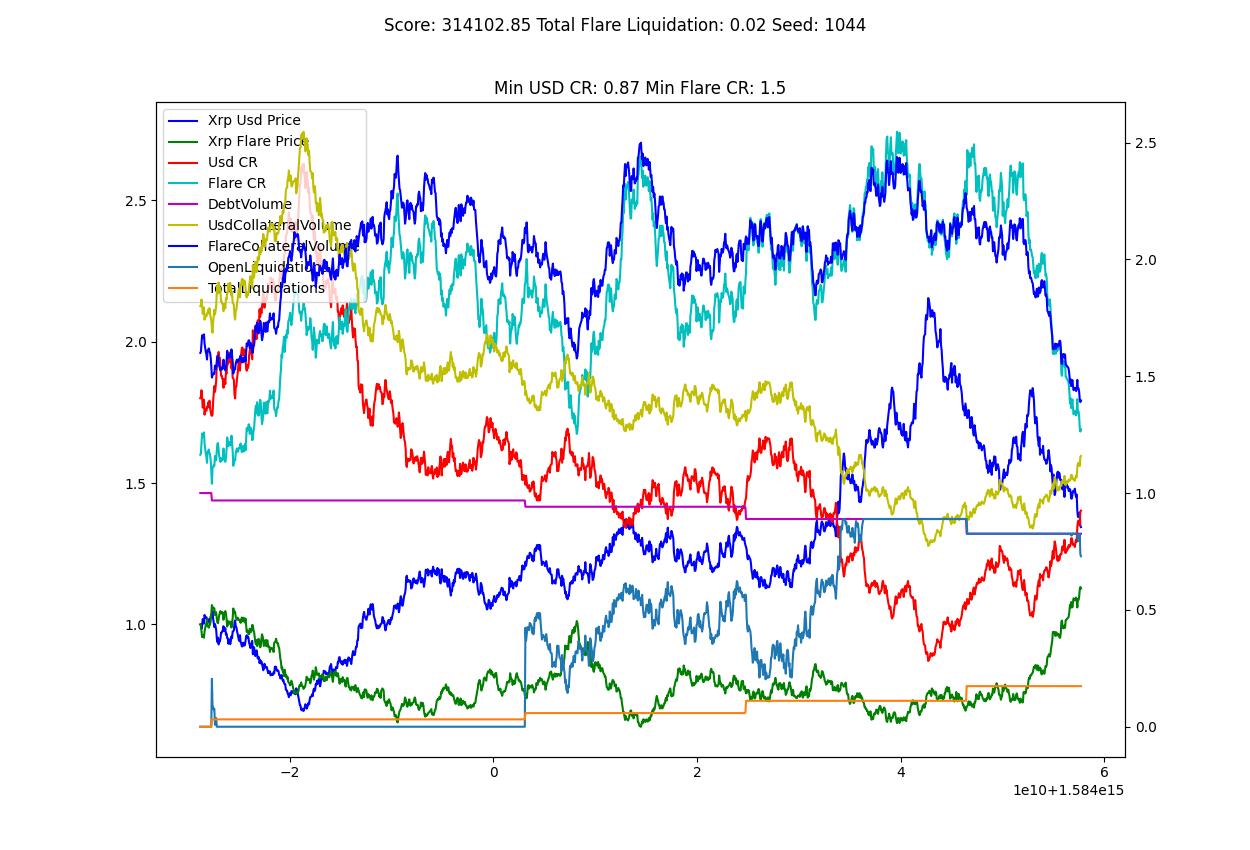 Score: 314102.85 Total Flare Liquidation: 0.02 Seed: 1044
Min USD CR: 0.87 Min Flare CR: 1.5
Xrp Usd Price
Xrp Flare Price
Usd CR
Flare CR
DebtVolume
UsdCollateralVolume
FlareCollateralVolume
OpenLiquidations
TotalLiquidations
2.5
2.0
1.5
1.0
2.5
2.0
1.5
1.0
0.5
0.0
−2
0
2
4
6
1e10+1.584e15